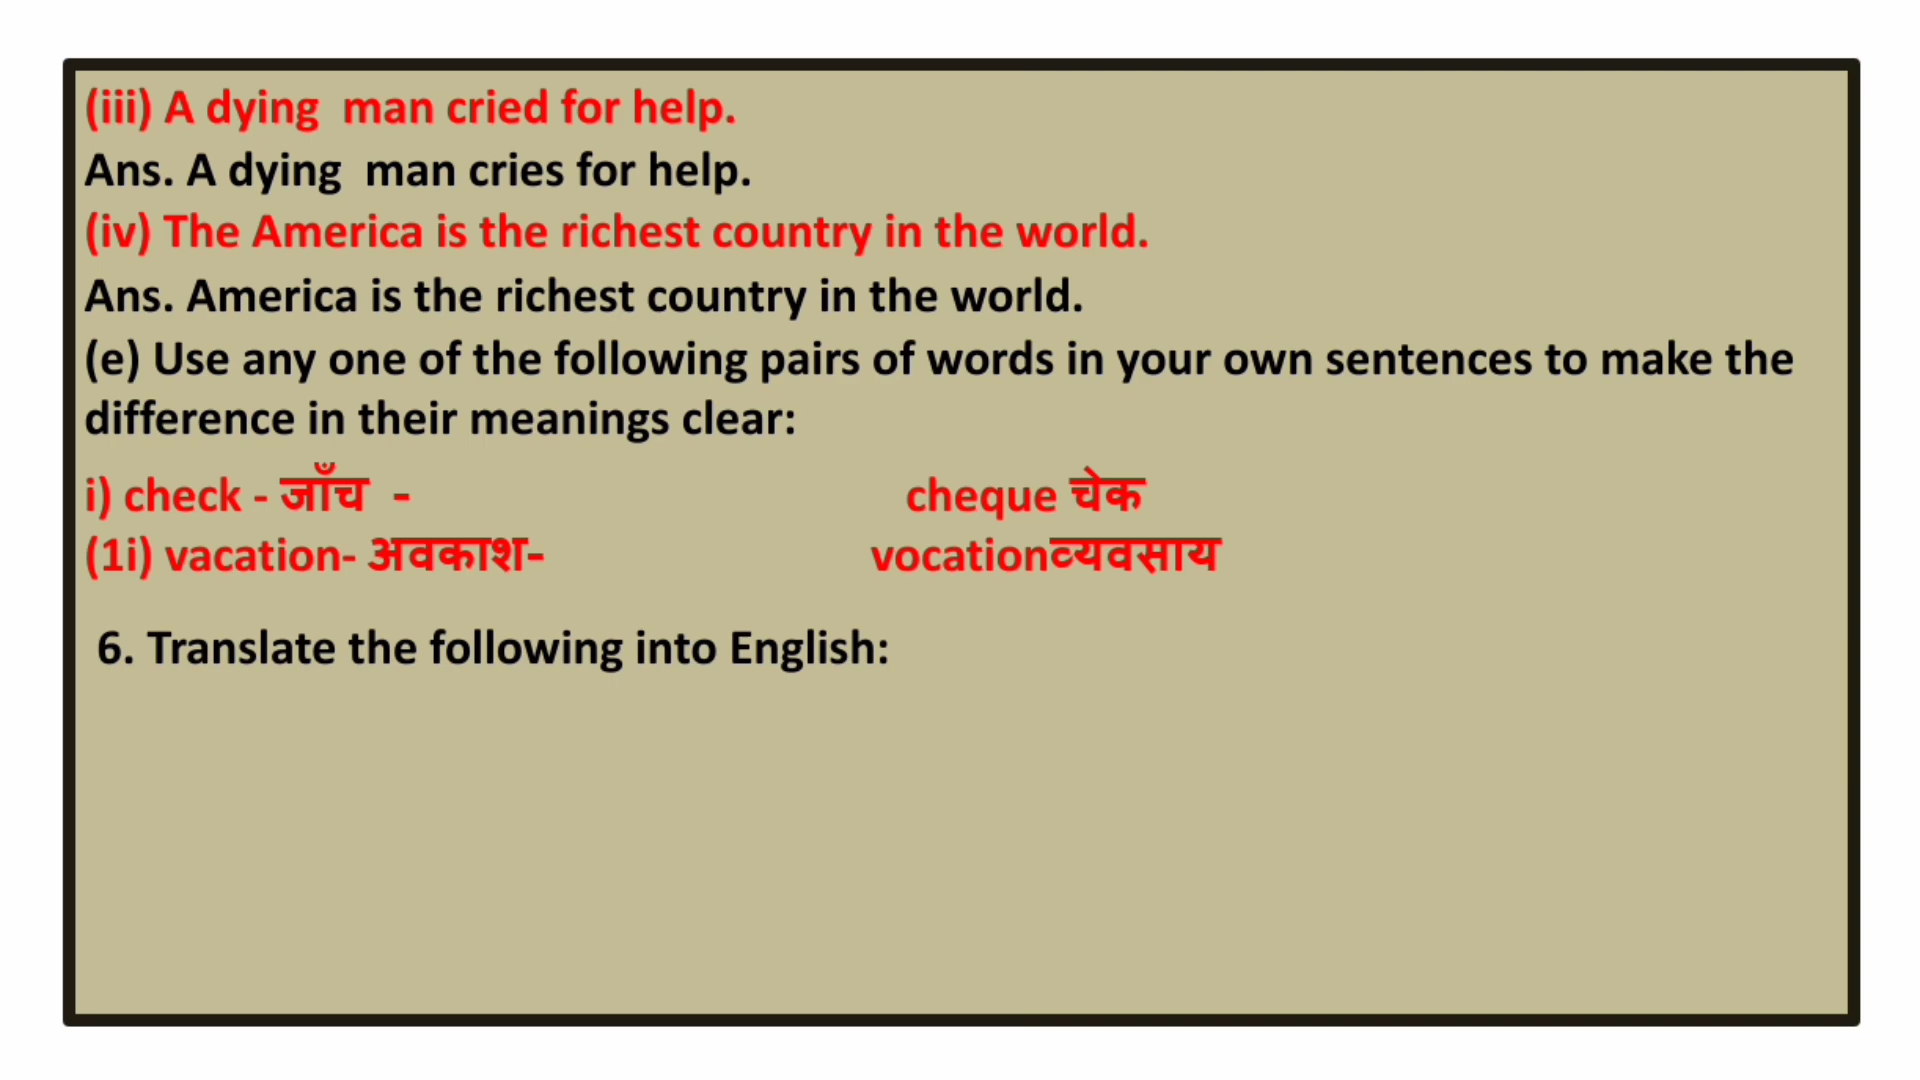 (iii) A dying  man cried for help.
Ans. A dying  man cries for help.
(iv) The America is the richest country in the world.
Ans. America is the richest country in the world.
(e) Use any one of the following pairs of words in your own sentences to make the
difference in their meanings clear:
i) check - जाँच  - cheque चेक
(1i) vacation- अवकाश- vocationव्यवसाय
6. Translate the following into English: